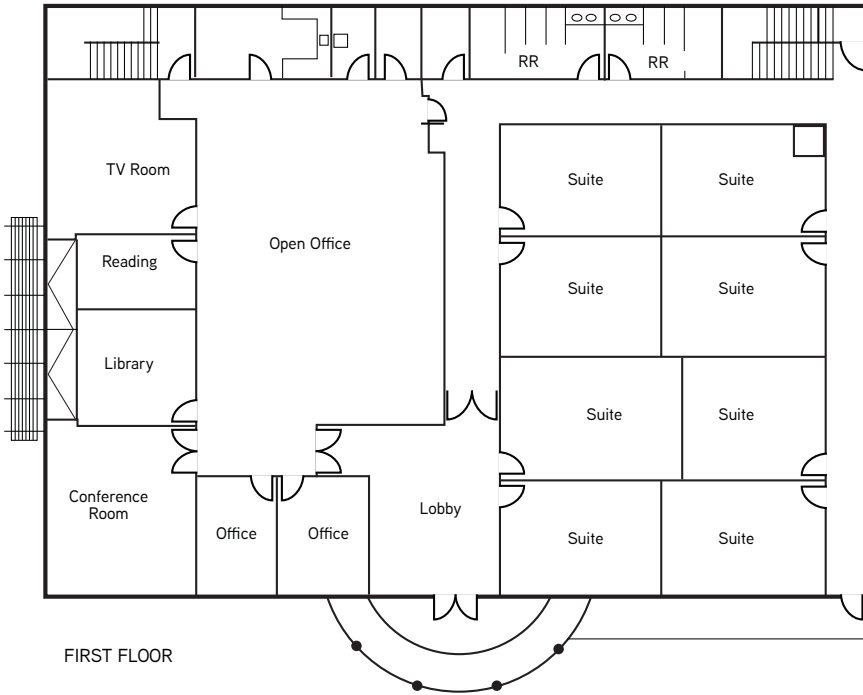 RR
RR
TV Room
Suite
Suite
Open Office
Reading
Suite
Suite
Library
Suite
Suite
Conference
Room
Lobby
Office
Office
Suite
Suite
FIRST FLOOR